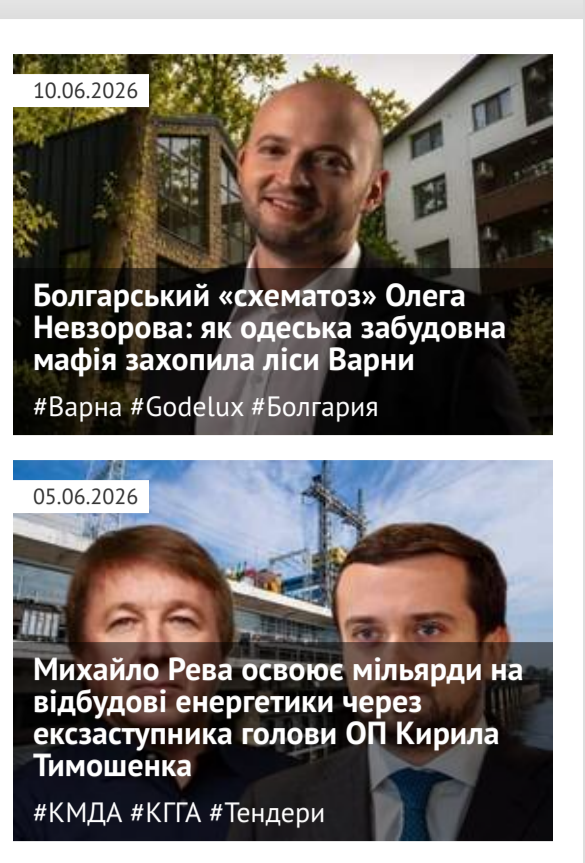 10.06.2026
Болгарський «схематоз» Олега
Невзорова: як одеська забудовна
мафія захопила ліси Варни
#Варна #Godelux #Болгария
05.06.2026
Михайло Рева освоює мільярди на
відбудові енергетики через
ексзаступника голови ОП Кирила
Тимошенка
#КМДА #КГГА #Тендери